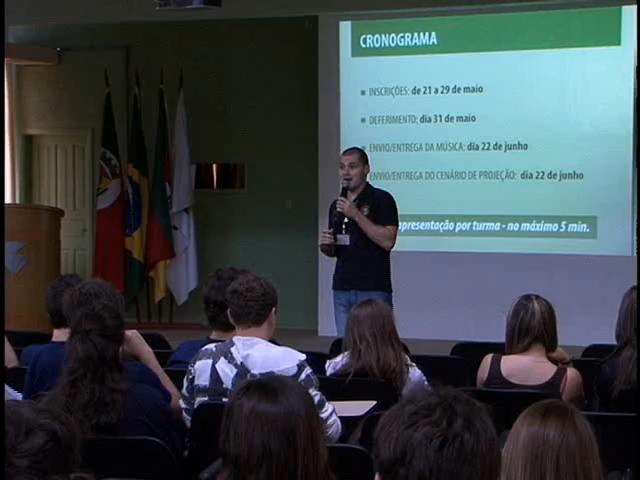 CRONOGRAMA
INSCRIÇÕES: de 21 a 29 de maio
DEFERIMENTO: dia 31 de maio
ENVIO/ENTREGA DA MÚSICA: dia 22 de junho
ENVIO/ENTREGA DO CENÁRIO DE PROJEÇÃO: dia 22 de junho
presentação por turma - no máximo 5 min.